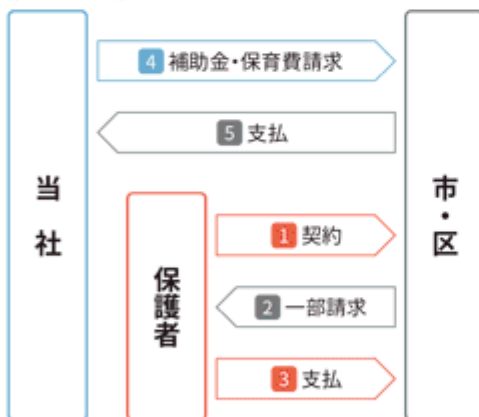 当社
市・区
保護者
4 補助金・保育費請求
5 支払
1 契約
2 一部請求
3 支払